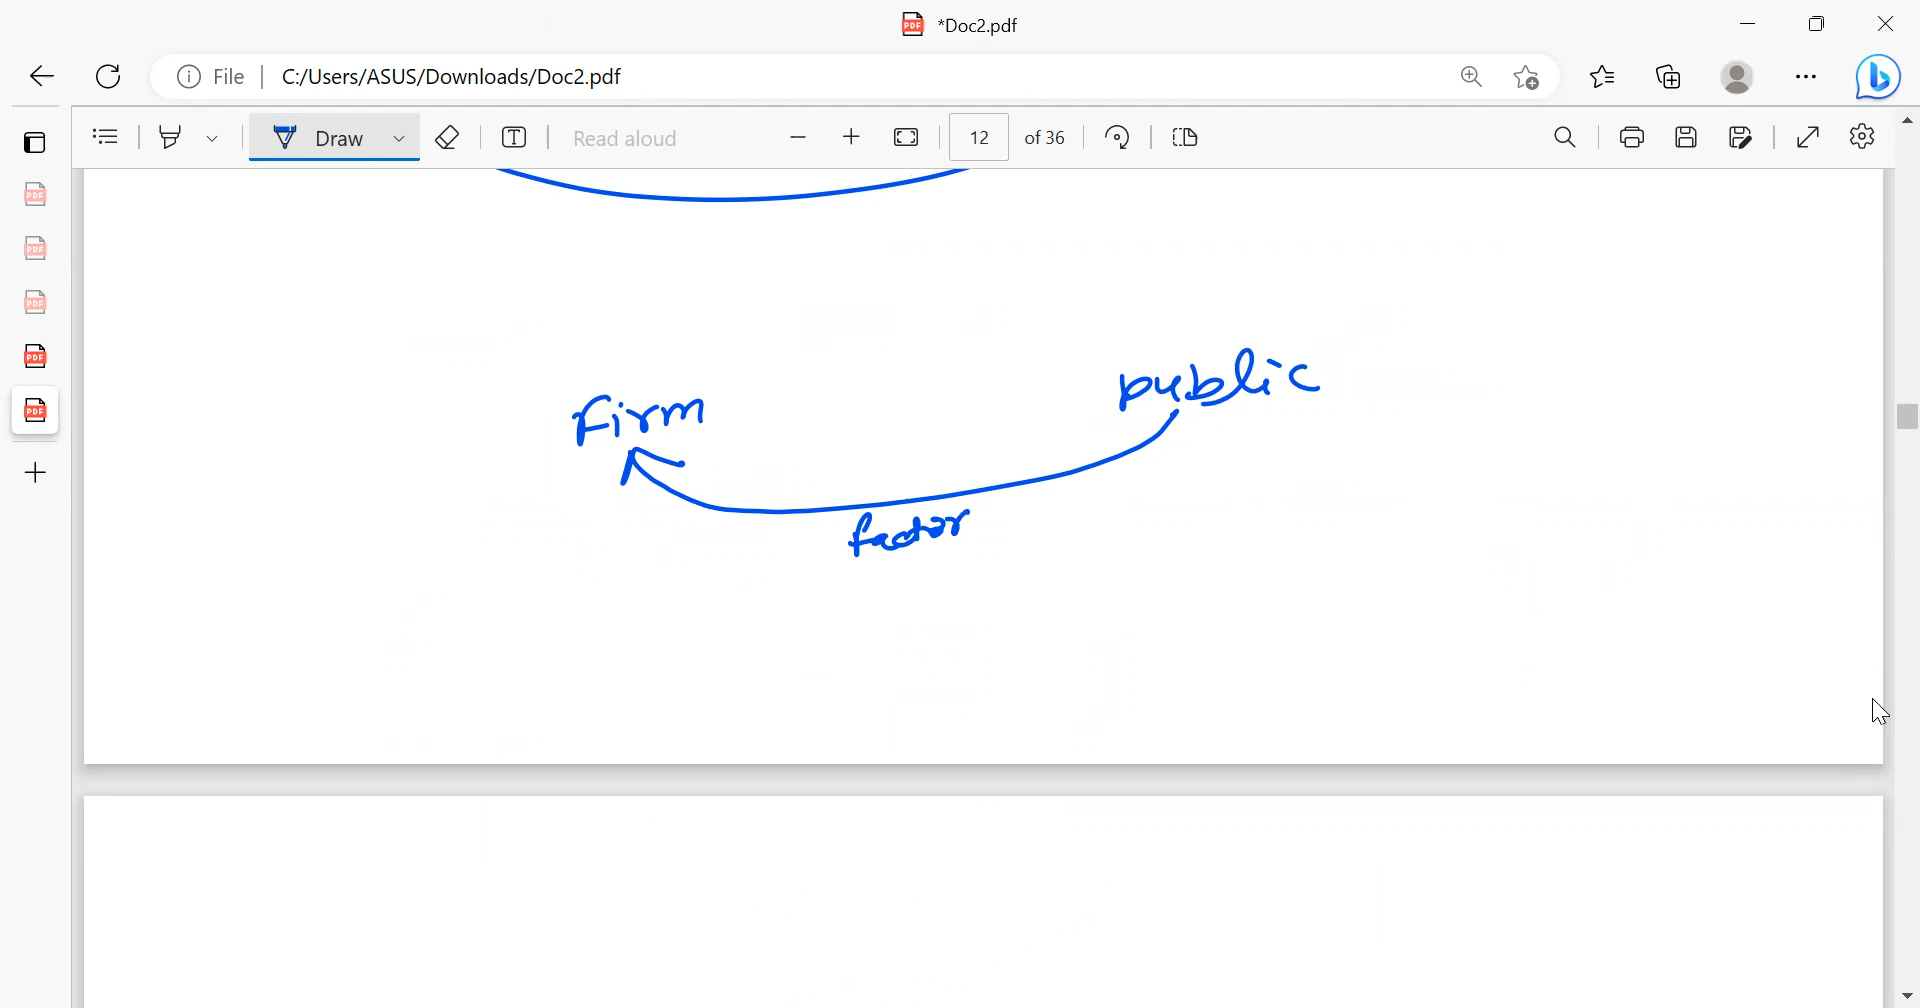 *Doc2.pdf
File C:/Users/ASUS/Downloads/Doc2.pdf
Draw Read aloud 12 of 36
public
Firm
factor